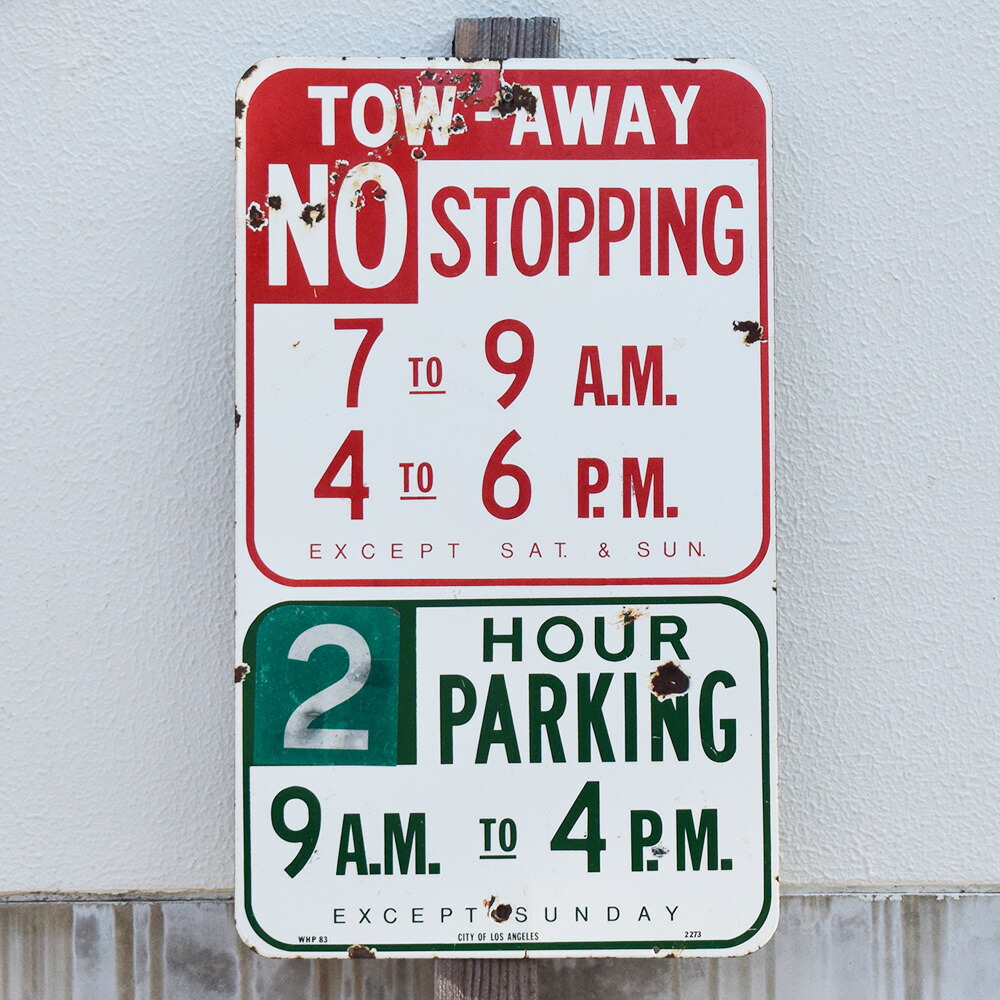 TOW-AWAY
NO STOPPING
7 TO 9 A.M.
4 TO 6 P.M.
EXCEPT SAT. & SUN.
2 HOUR
PARKING
9 A.M. TO 4 P.M.
EXCEPT SUNDAY
WHP 83 CITY OF LOS ANGELES 2273